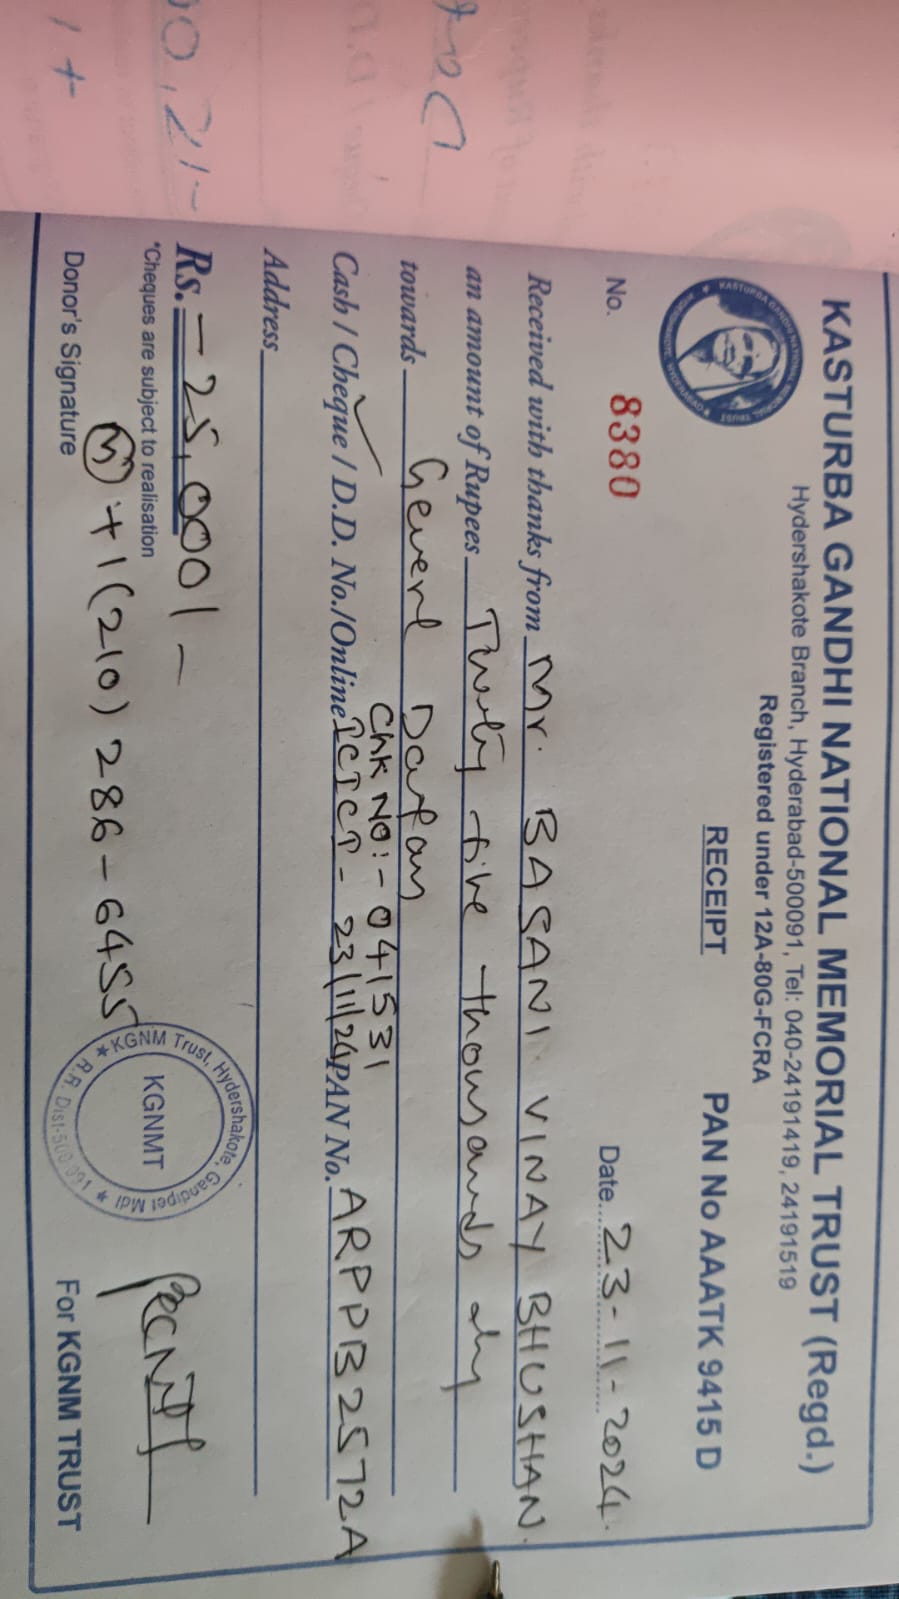 KASTURBA GANDHI NATIONAL MEMORIAL TRUST (Regd.)
Hydershakote Branch, Hyderabad-500091, Tel: 040-24191419, 24191519
Registered under 12A-80G-FCRA
RECEIPT PAN No AAATK 9415 D
No. 8380 Date 23-11-2024
Received with thanks from Mr. BASANI VINAY BHUSHAN.
an amount of Rupees Twenty five thousands only
towards General Donation
Chk No:- 041531
Cash / Cheque / D.D. No./Online ICICI - 23/11/24 PAN No. ARPPB2572A
Address
Rs. - 25,000/-
*Cheques are subject to realisation
(M) +1(210) 286-6455
KGNM Trust, Hydershakote, Gandipet Mdl
R.R. Dist-500 091
KGNMT
Donor's Signature For KGNM TRUST